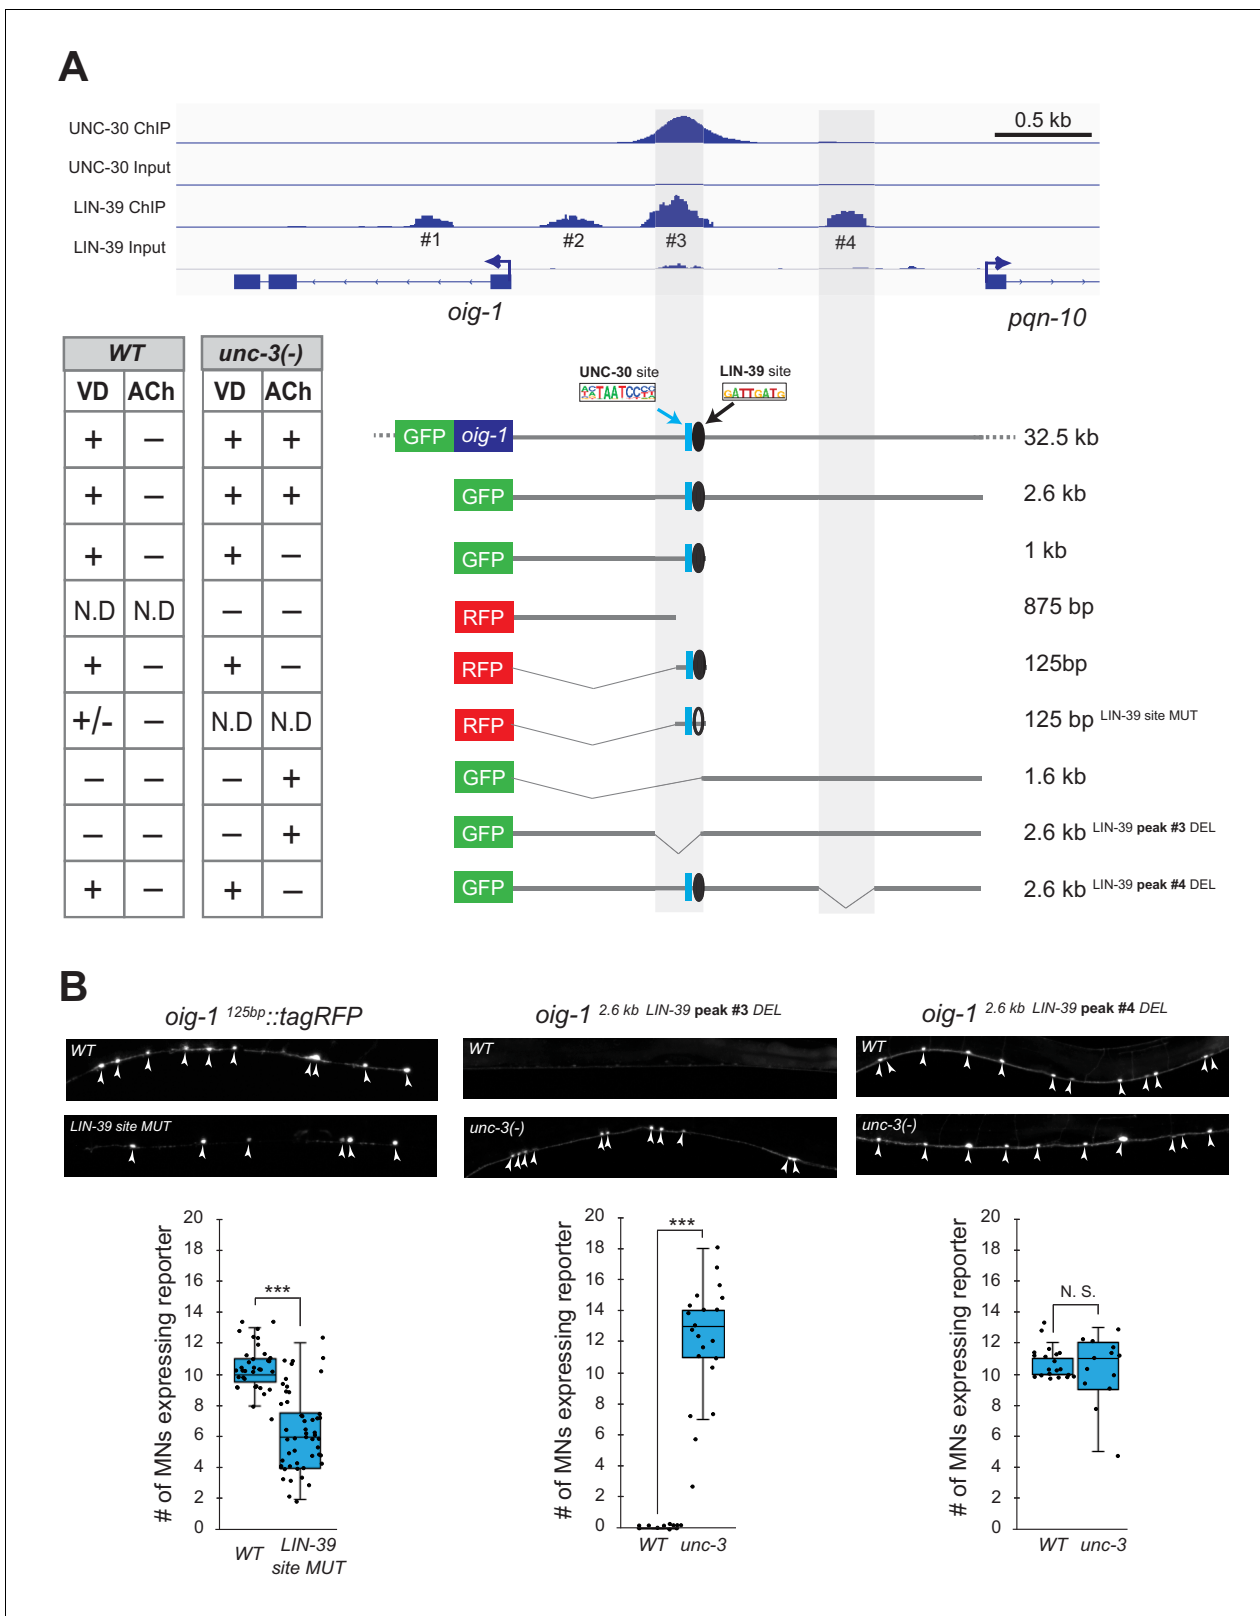 A
UNC-30 ChIP
0.5 kb
UNC-30 Input
LIN-39 ChIP
#1 #2 #3 #4
LIN-39 Input
oig-1 pqn-10
WT unc-3(-)
VD ACh VD ACh
UNC-30 site LIN-39 site
TAATCC GATTGATG
+ – + + GFP oig-1 32.5 kb
+ – + + GFP 2.6 kb
+ – + – GFP 1 kb
N.D N.D – – RFP 875 bp
+ – + – RFP 125bp
+/- – N.D N.D RFP 125 bp LIN-39 site MUT
– – – + GFP 1.6 kb
– – – + GFP 2.6 kb LIN-39 peak #3 DEL
+ – + – GFP 2.6 kb LIN-39 peak #4 DEL
B
oig-1 125bp::tagRFP
WT
LIN-39 site MUT
# of MNs expressing reporter
20
18
16
14
12
10
8
6
4
2
0
***
WT LIN-39
site MUT
oig-1 2.6 kb LIN-39 peak #3 DEL
WT
unc-3(-)
# of MNs expressing reporter
20
18
16
14
12
10
8
6
4
2
0
***
WT unc-3
oig-1 2.6 kb LIN-39 peak #4 DEL
WT
unc-3(-)
# of MNs expressing reporter
20
18
16
14
12
10
8
6
4
2
0
N. S.
WT unc-3